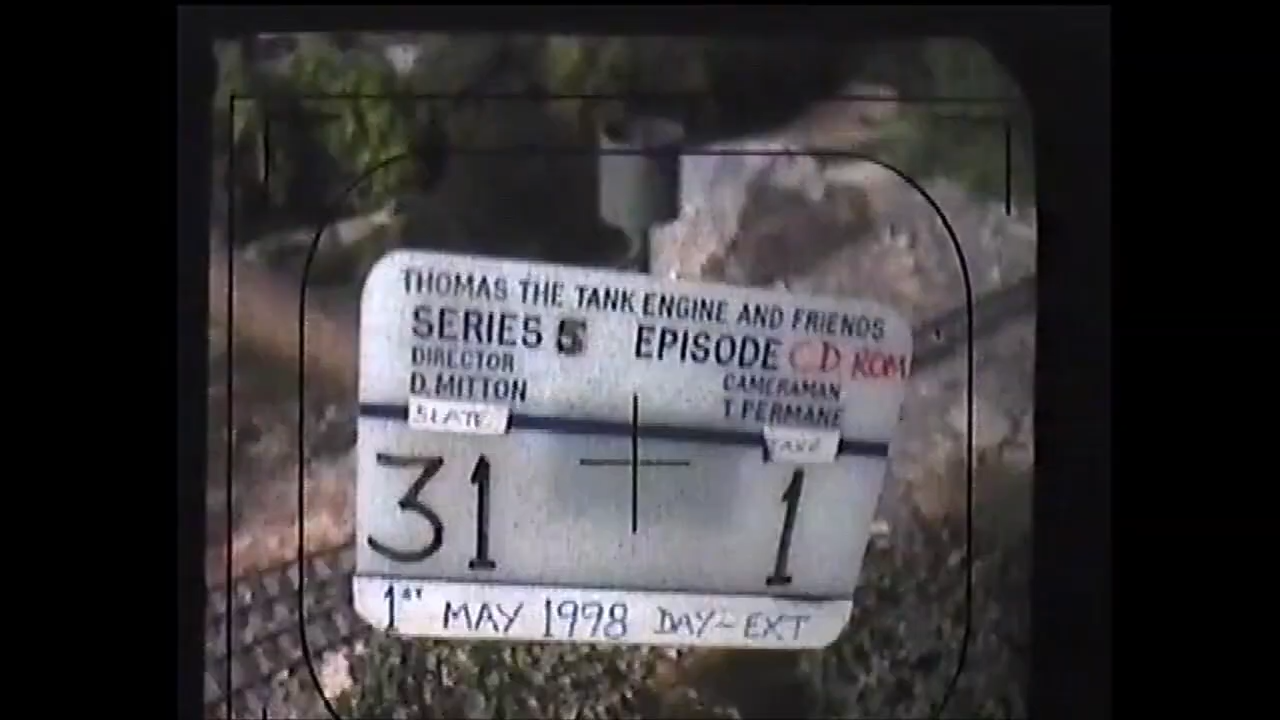 THOMAS THE TANK ENGINE AND FRIENDS
SERIES 5 EPISODE CD ROM
DIRECTOR CAMERAMAN
D. MITTON T PERMANE
SLATE TAKE
31 1
1ST MAY 1998 DAY-EXT